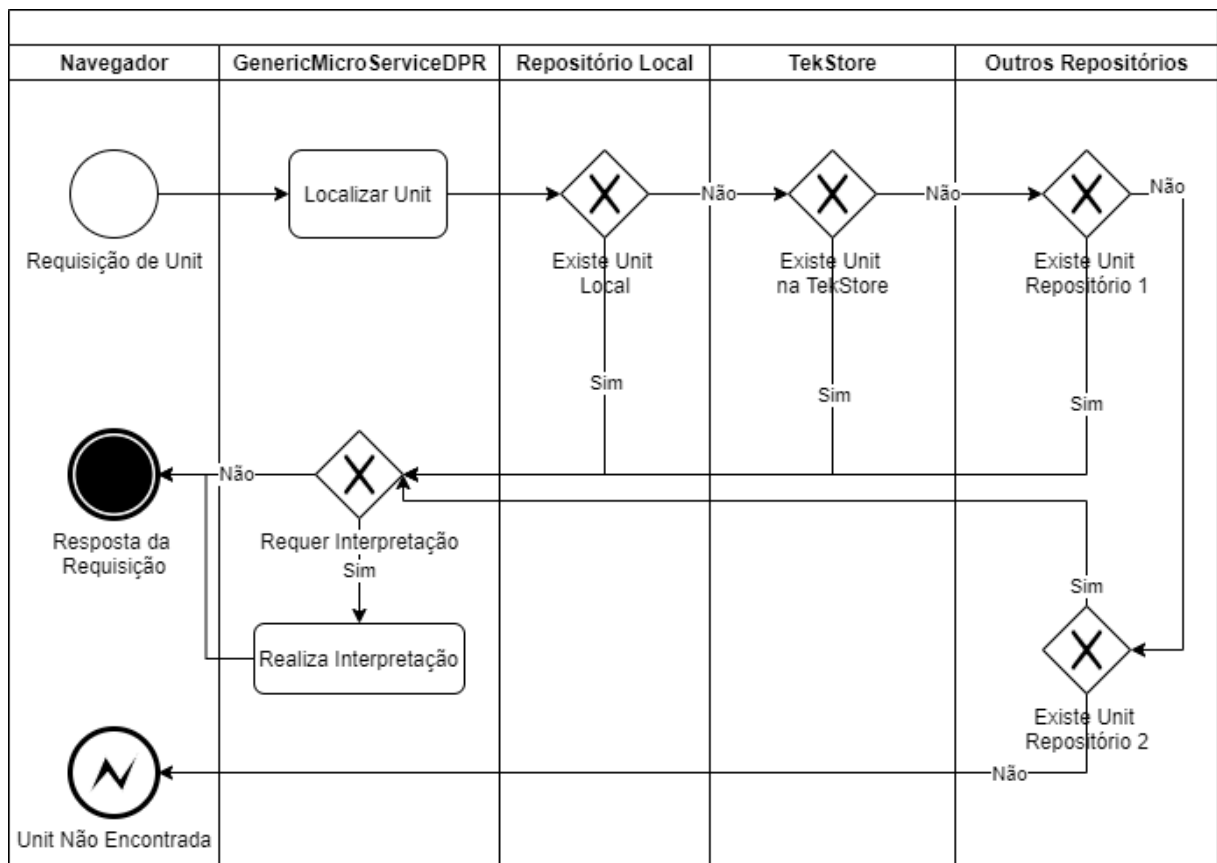 Navegador
GenericMicroServiceDPR
Repositório Local
TekStore
Outros Repositórios
Localizar Unit
Não
Não
Não
Requisição de Unit
Existe Unit
Local
Existe Unit
na TekStore
Existe Unit
Repositório 1
Sim
Sim
Sim
Não
Resposta da
Requisição
Requer Interpretação
Sim
Sim
Realiza Interpretação
Existe Unit
Repositório 2
Não
Unit Não Encontrada